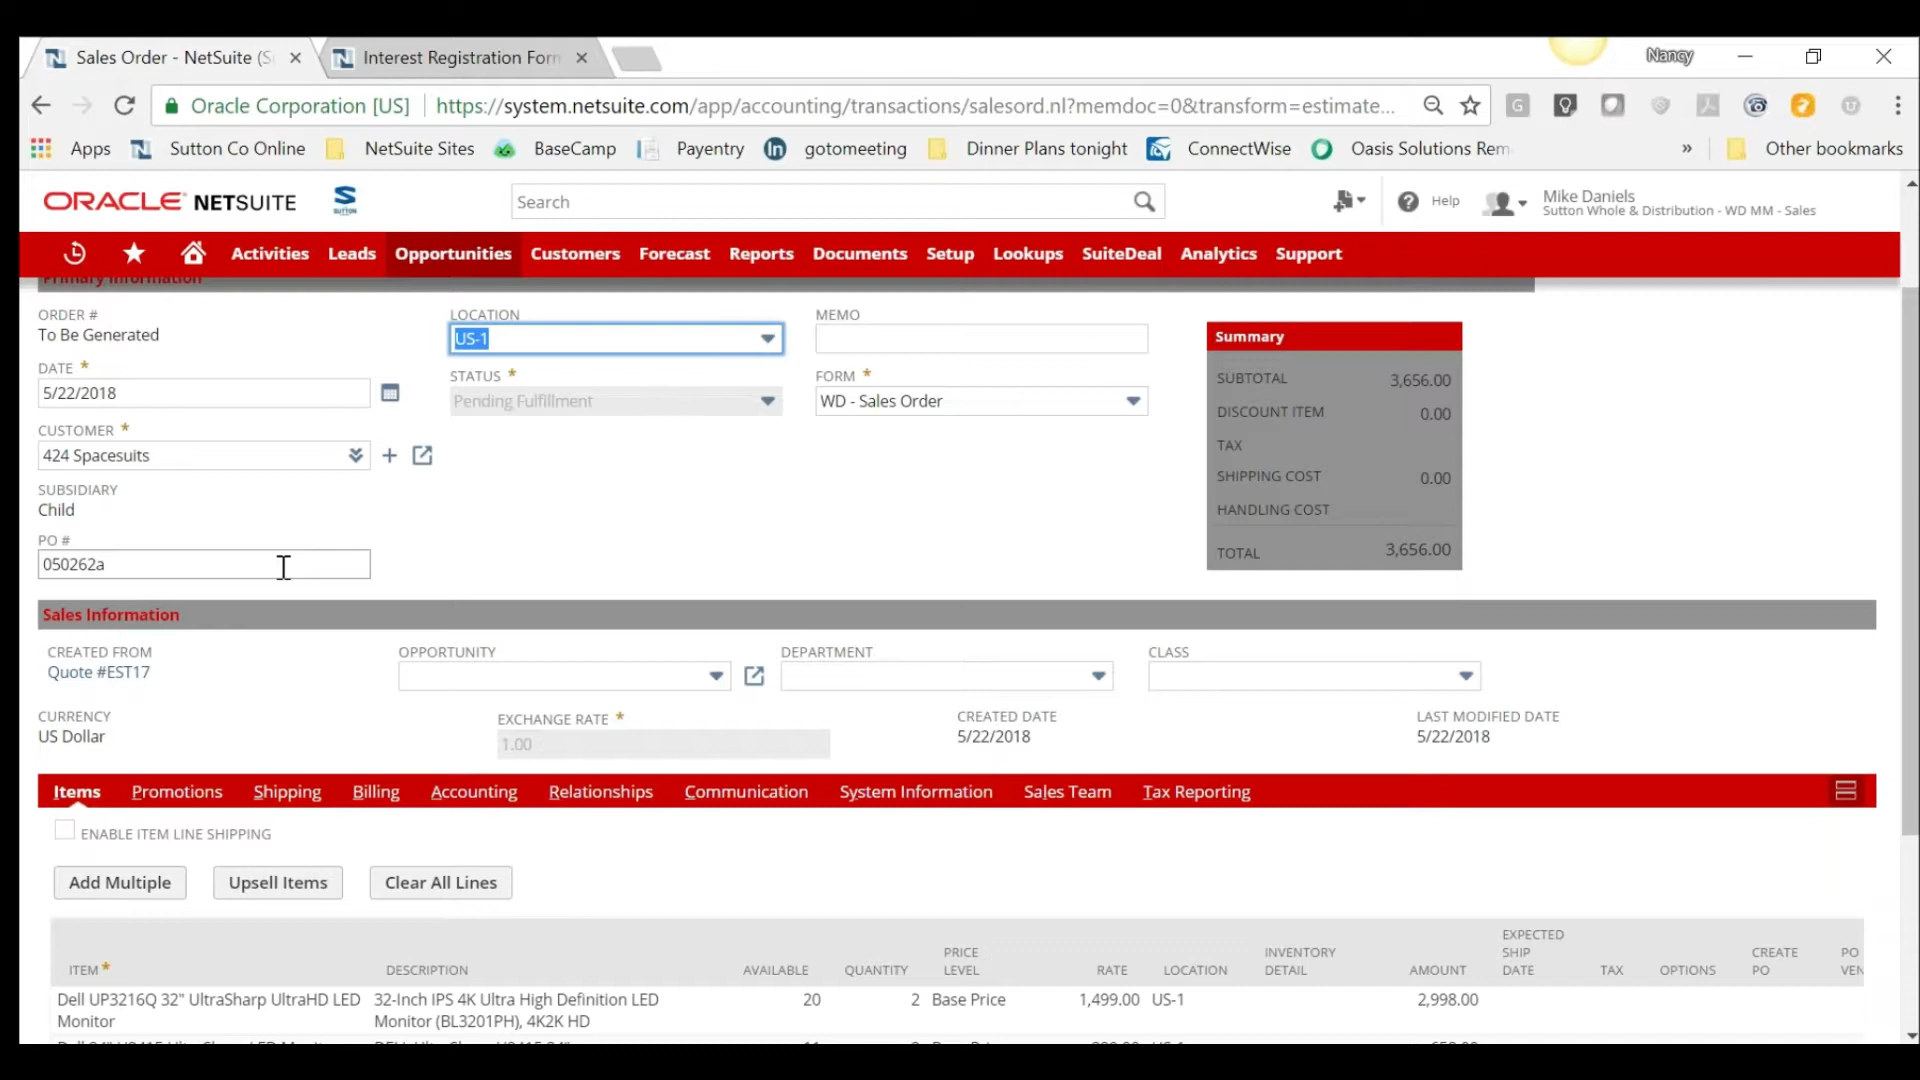 Sales Order - NetSuite (S
Interest Registration Form
Nancy
Oracle Corporation [US]
https://system.netsuite.com/app/accounting/transactions/salesord.nl?memdoc=0&transform=estimate...
Apps
Sutton Co Online
NetSuite Sites
BaseCamp
Payentry
gotomeeting
Dinner Plans tonight
ConnectWise
Oasis Solutions Rem
»
Other bookmarks
ORACLE NETSUITE
SUTTON
Search
Help
Mike Daniels
Sutton Whole & Distribution - WD MM - Sales
Activities
Leads
Opportunities
Customers
Forecast
Reports
Documents
Setup
Lookups
SuiteDeal
Analytics
Support
Primary Information
ORDER #
To Be Generated
DATE *
5/22/2018
CUSTOMER *
424 Spacesuits
SUBSIDIARY
Child
PO #
050262a
LOCATION
US-1
STATUS *
Pending Fulfillment
MEMO
FORM *
WD - Sales Order
Summary
SUBTOTAL 3,656.00
DISCOUNT ITEM 0.00
TAX
SHIPPING COST 0.00
HANDLING COST
TOTAL 3,656.00
Sales Information
CREATED FROM
Quote #EST17
OPPORTUNITY
DEPARTMENT
CLASS
CURRENCY
US Dollar
EXCHANGE RATE *
1.00
CREATED DATE
5/22/2018
LAST MODIFIED DATE
5/22/2018
Items
Promotions
Shipping
Billing
Accounting
Relationships
Communication
System Information
Sales Team
Tax Reporting
ENABLE ITEM LINE SHIPPING
Add Multiple
Upsell Items
Clear All Lines
ITEM *
DESCRIPTION
AVAILABLE
QUANTITY
PRICE
LEVEL
RATE
LOCATION
INVENTORY
DETAIL
AMOUNT
EXPECTED
SHIP
DATE
TAX
OPTIONS
CREATE
PO
PO
VEN
Dell UP3216Q 32" UltraSharp UltraHD LED
Monitor
32-Inch IPS 4K Ultra High Definition LED
Monitor (BL3201PH), 4K2K HD
20
2
Base Price
1,499.00
US-1
2,998.00